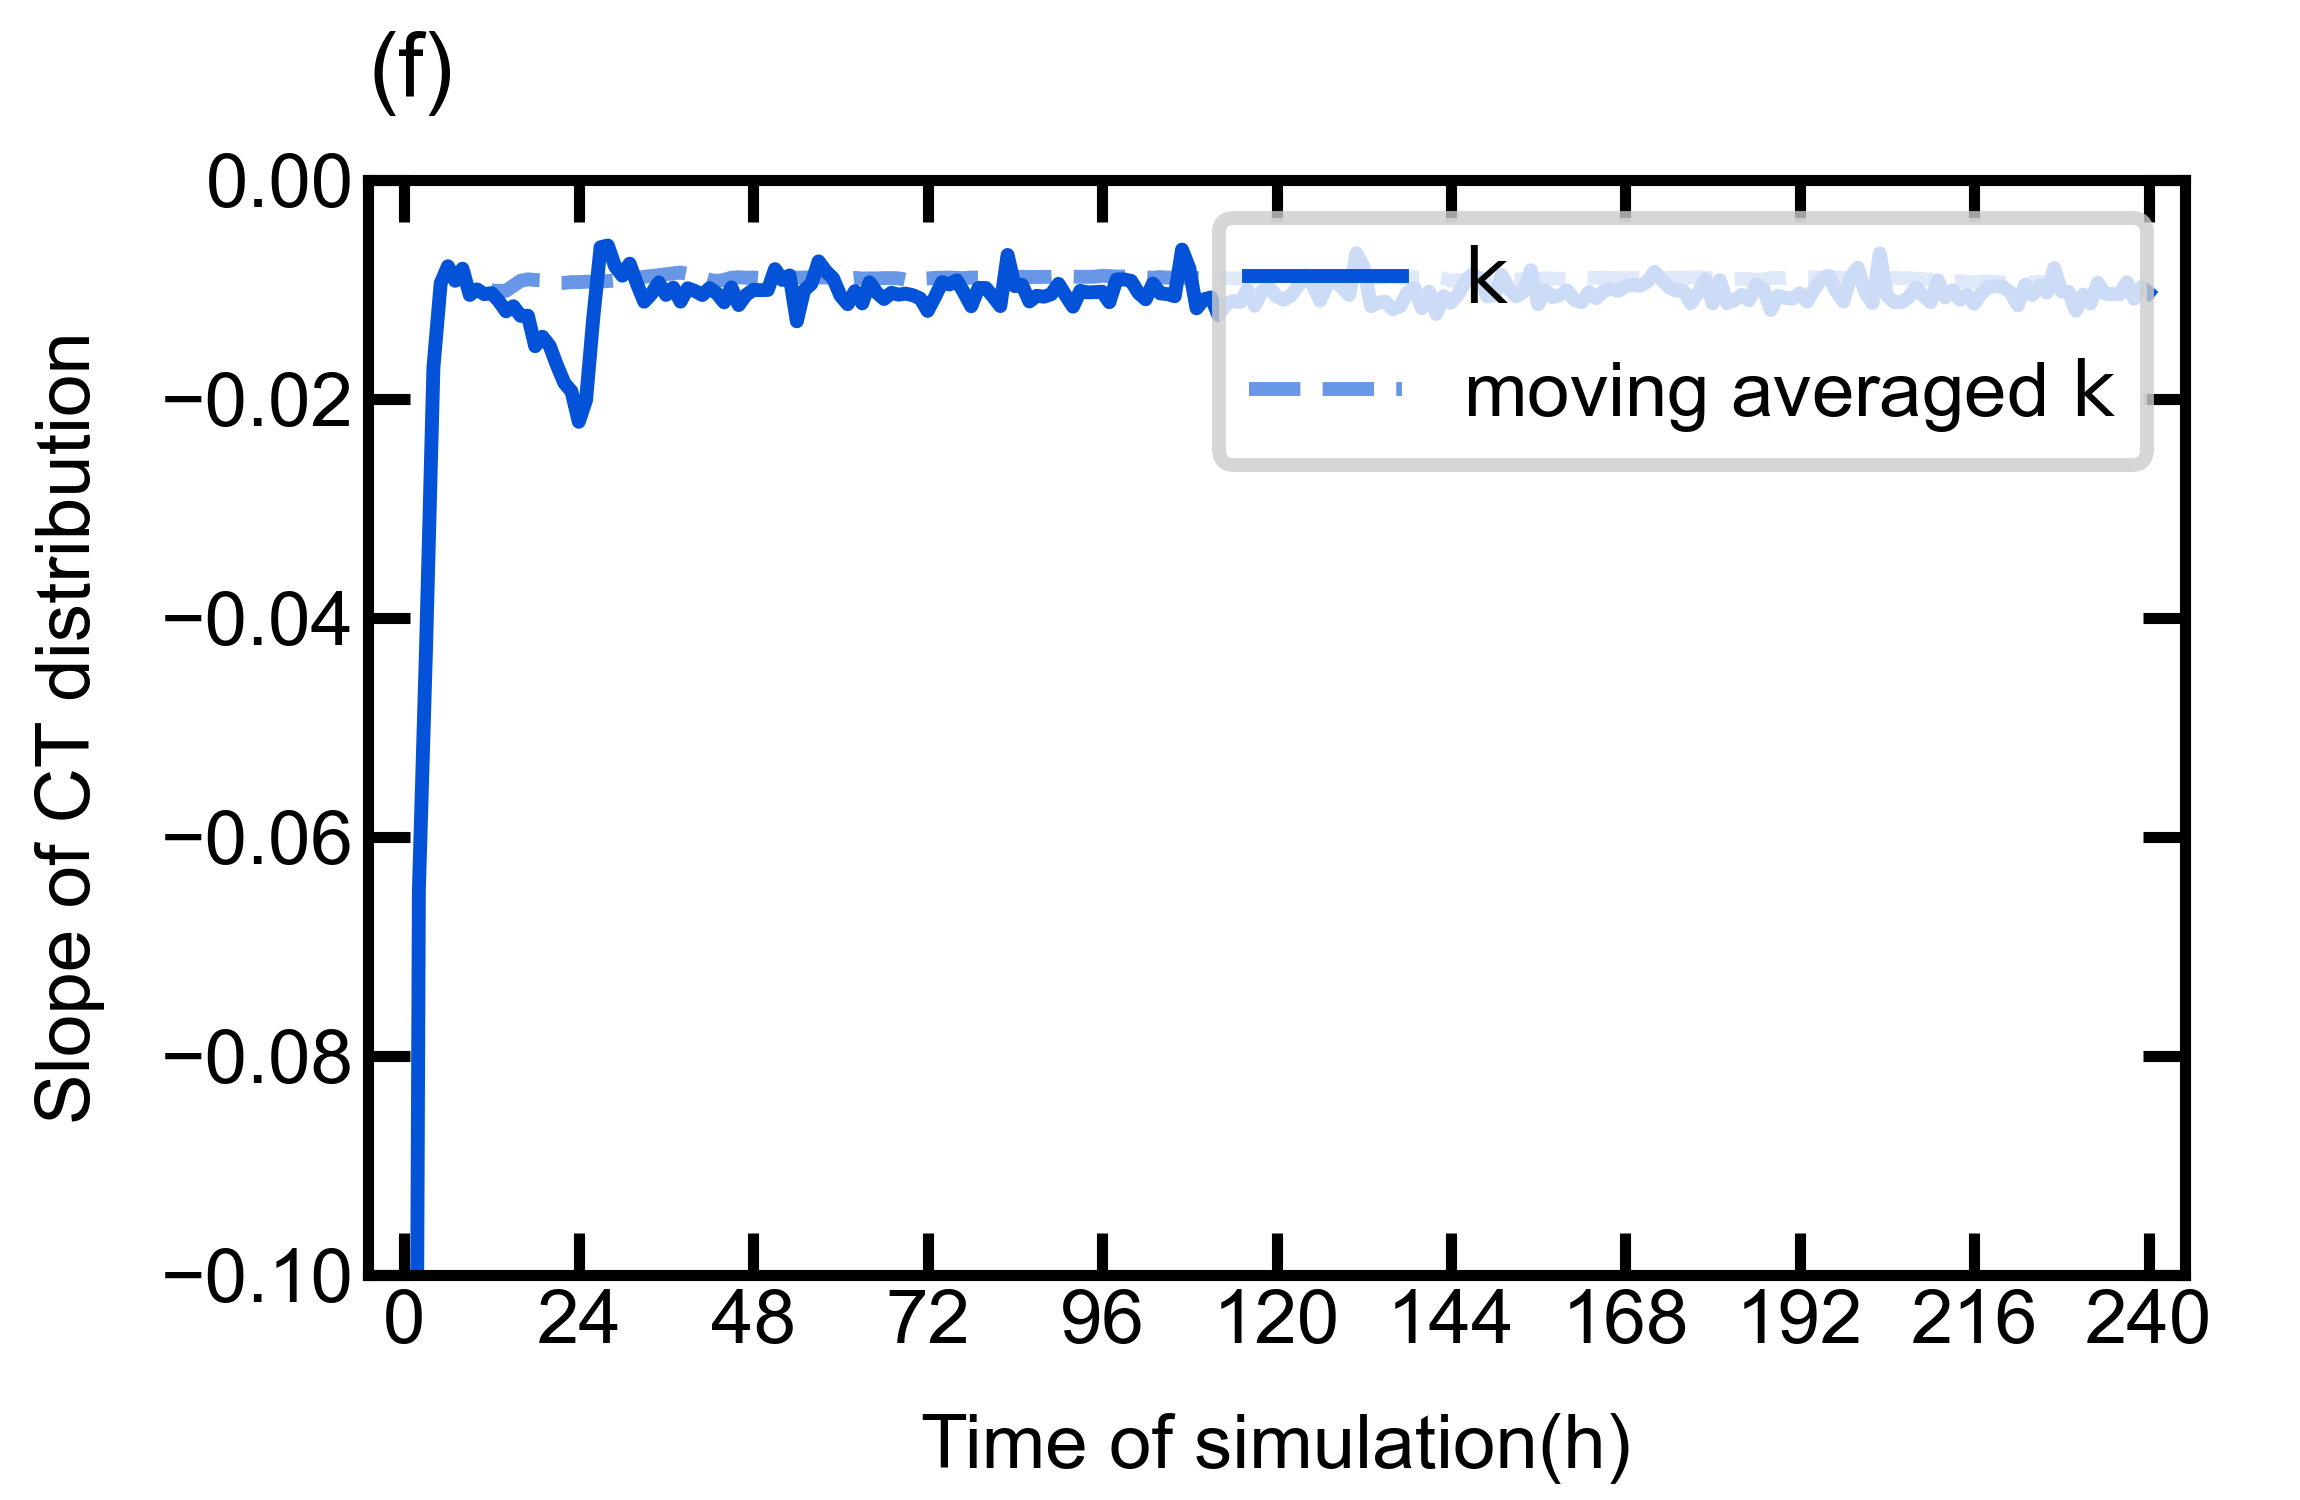 (f)
0.00
−0.02
−0.04
−0.06
−0.08
−0.10
Slope of CT distribution
k
moving averaged k
0 24 48 72 96 120 144 168 192 216 240
Time of simulation(h)